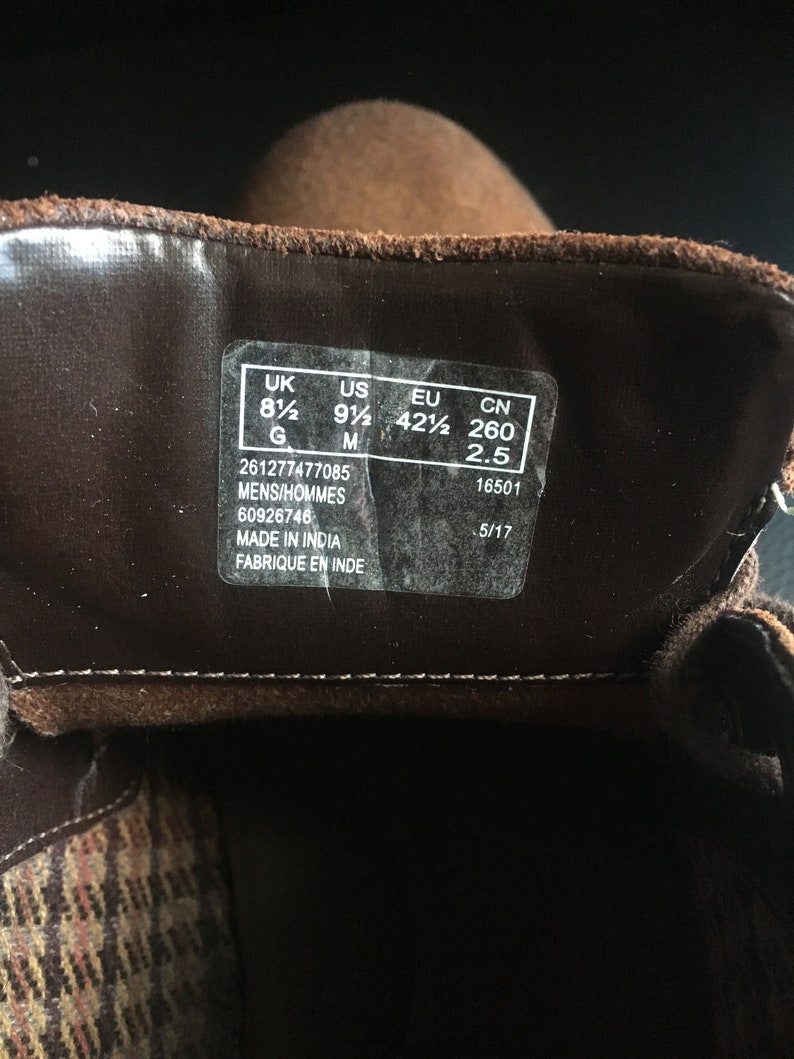 UK US EU CN
8½ 9½ 42½ 260
G M 2.5
261277477085 16501
MENS/HOMMES
60926746 5/17
MADE IN INDIA
FABRIQUE EN INDE